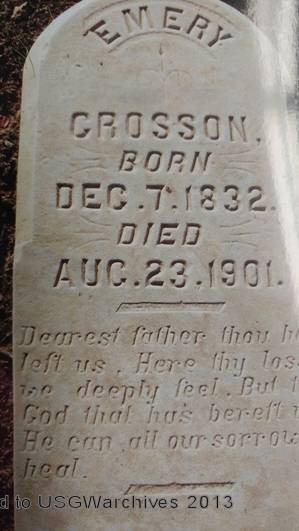 EMERY
CROSSON.
BORN
DEC.7.1832.
DIED
AUG.23.1901.
Dearest father thou
left us. Here thy
we deeply feel. But
God that has bereft
He can all our
heal.
to USGWarchives 2013